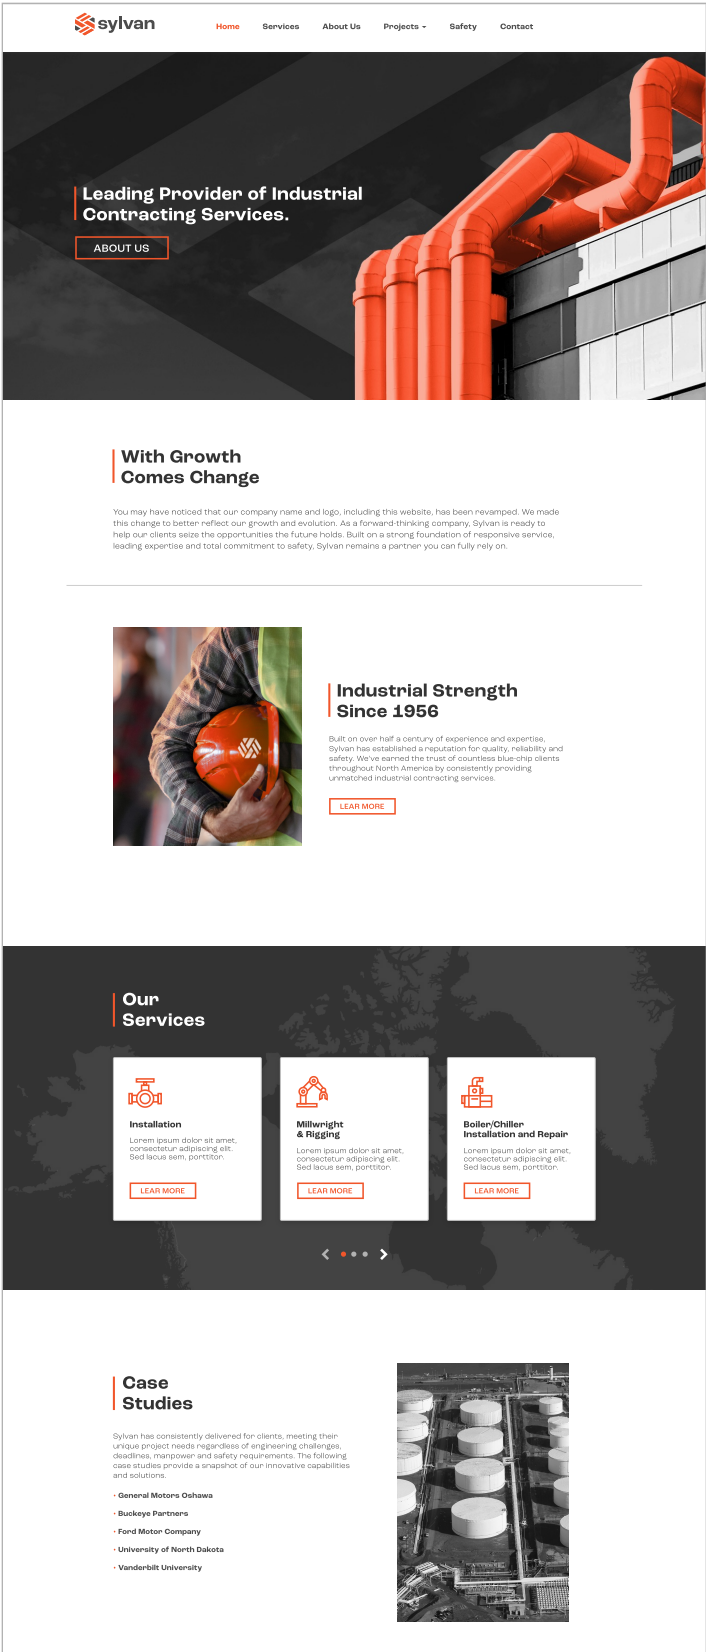 sylvan
Home Services About Us Projects Safety Contact
Leading Provider of Industrial
Contracting Services.
ABOUT US
With Growth
Comes Change
You may have noticed that our company name and logo, including this website, has been revamped. We made
this change to better reflect our growth and evolution. As a forward-thinking company, Sylvan is ready to
help our clients seize the opportunities the future holds. Built on a strong foundation of responsive service,
leading expertise and total commitment to safety, Sylvan remains a partner you can fully rely on.
Industrial Strength
Since 1956
Built on over half a century of experience and expertise,
Sylvan has established a reputation for quality, reliability and
safety. We've earned the trust of countless blue-chip clients
throughout North America by consistently providing
unmatched industrial contracting services.
LEAR MORE
Our
Services
Installation
Lorem ipsum dolor sit amet,
consectetur adipiscing elit.
Sed lacus sem, porttitor.
LEAR MORE
Millwright
& Rigging
Lorem ipsum dolor sit amet,
consectetur adipiscing elit.
Sed lacus sem, porttitor.
LEAR MORE
Boiler/Chiller
Installation and Repair
Lorem ipsum dolor sit amet,
consectetur adipiscing elit.
Sed lacus sem, porttitor.
LEAR MORE
Case
Studies
Sylvan has consistently delivered for clients, meeting their
unique project needs regardless of engineering challenges,
deadlines, manpower and safety requirements. The following
case studies provide a snapshot of our innovative capabilities
and solutions.
• General Motors Oshawa
• Buckeye Partners
• Ford Motor Company
• University of North Dakota
• Vanderbilt University